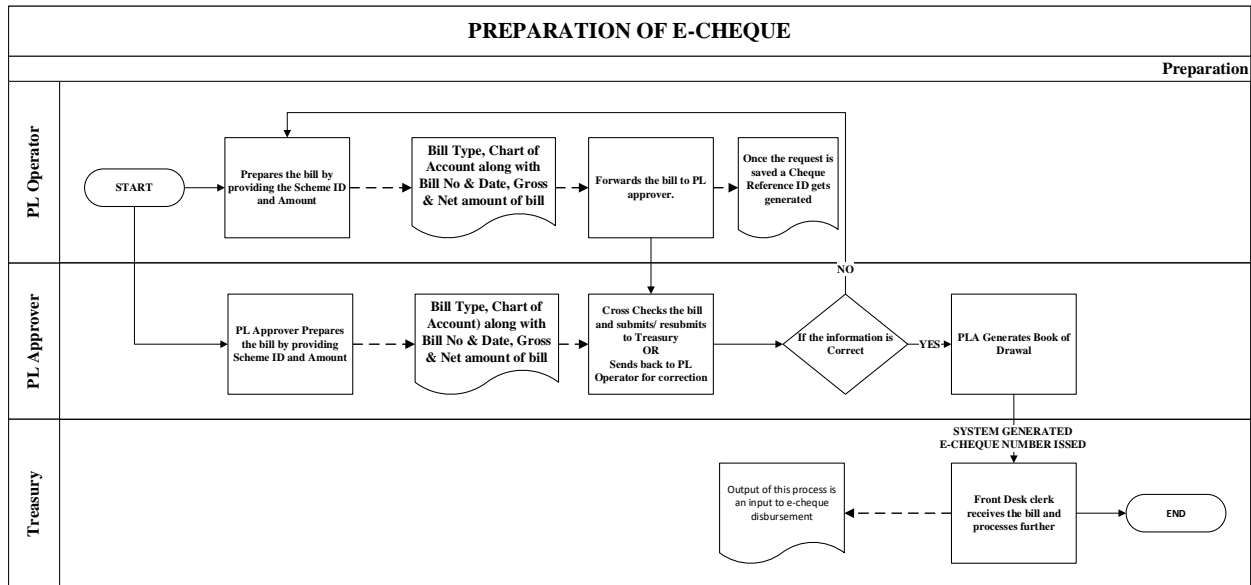 PREPARATION OF E-CHEQUE
Preparation
PL Operator
START
Prepares the bill by
providing the Scheme ID
and Amount
Bill Type, Chart of
Account along with
Bill No & Date, Gross
& Net amount of bill
Forwards the bill to PL
approver.
Once the request is
saved a Cheque
Reference ID gets
generated
NO
PL Approver
PL Approver Prepares
the bill by providing
Scheme ID and Amount
Bill Type, Chart of
Account) along with
Bill No & Date, Gross
& Net amount of bill
Cross Checks the bill
and submits/ resubmits
to Treasury
OR
Sends back to PL
Operator for correction
If the information is
Correct
YES
PLA Generates Book of
Drawal
SYSTEM GENERATED
E-CHEQUE NUMBER ISSED
Treasury
Output of this process is
an input to e-cheque
disbursement
Front Desk clerk
receives the bill and
processes further
END